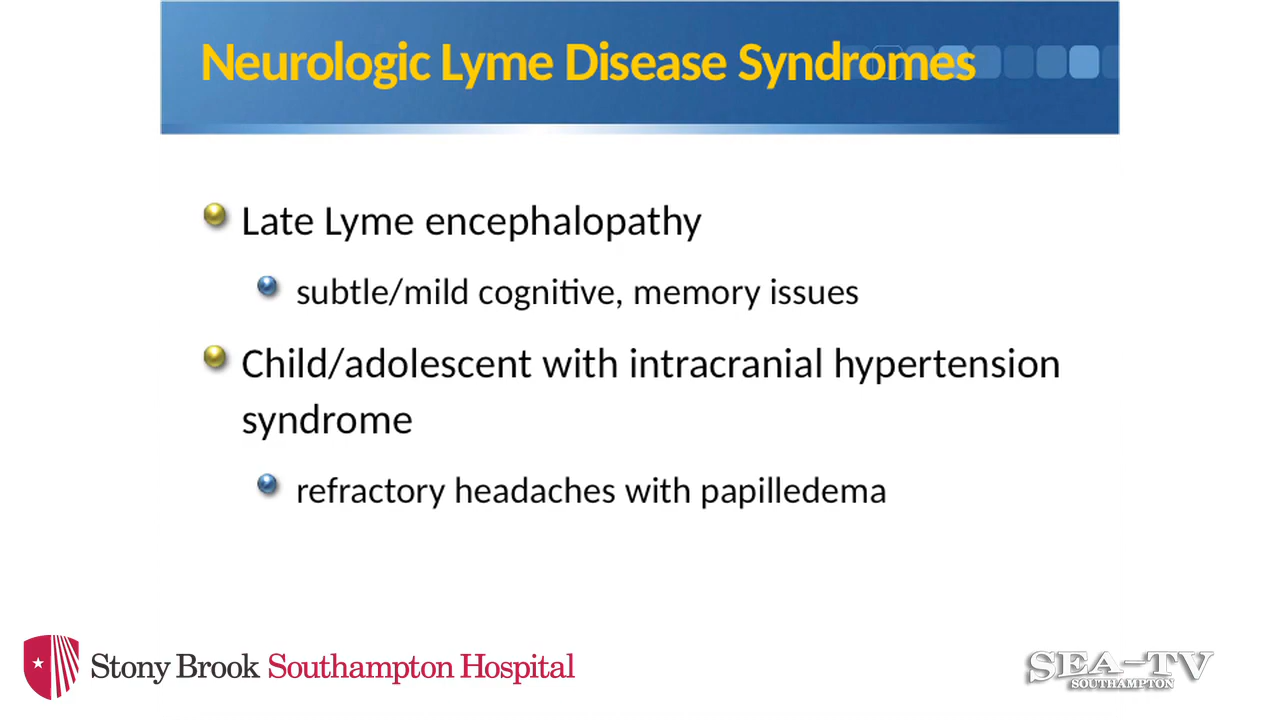 Neurologic Lyme Disease Syndromes
Late Lyme encephalopathy
subtle/mild cognitive, memory issues
Child/adolescent with intracranial hypertension
syndrome
refractory headaches with papilledema
Stony Brook Southampton Hospital
SEA-TV
SOUTHAMPTON